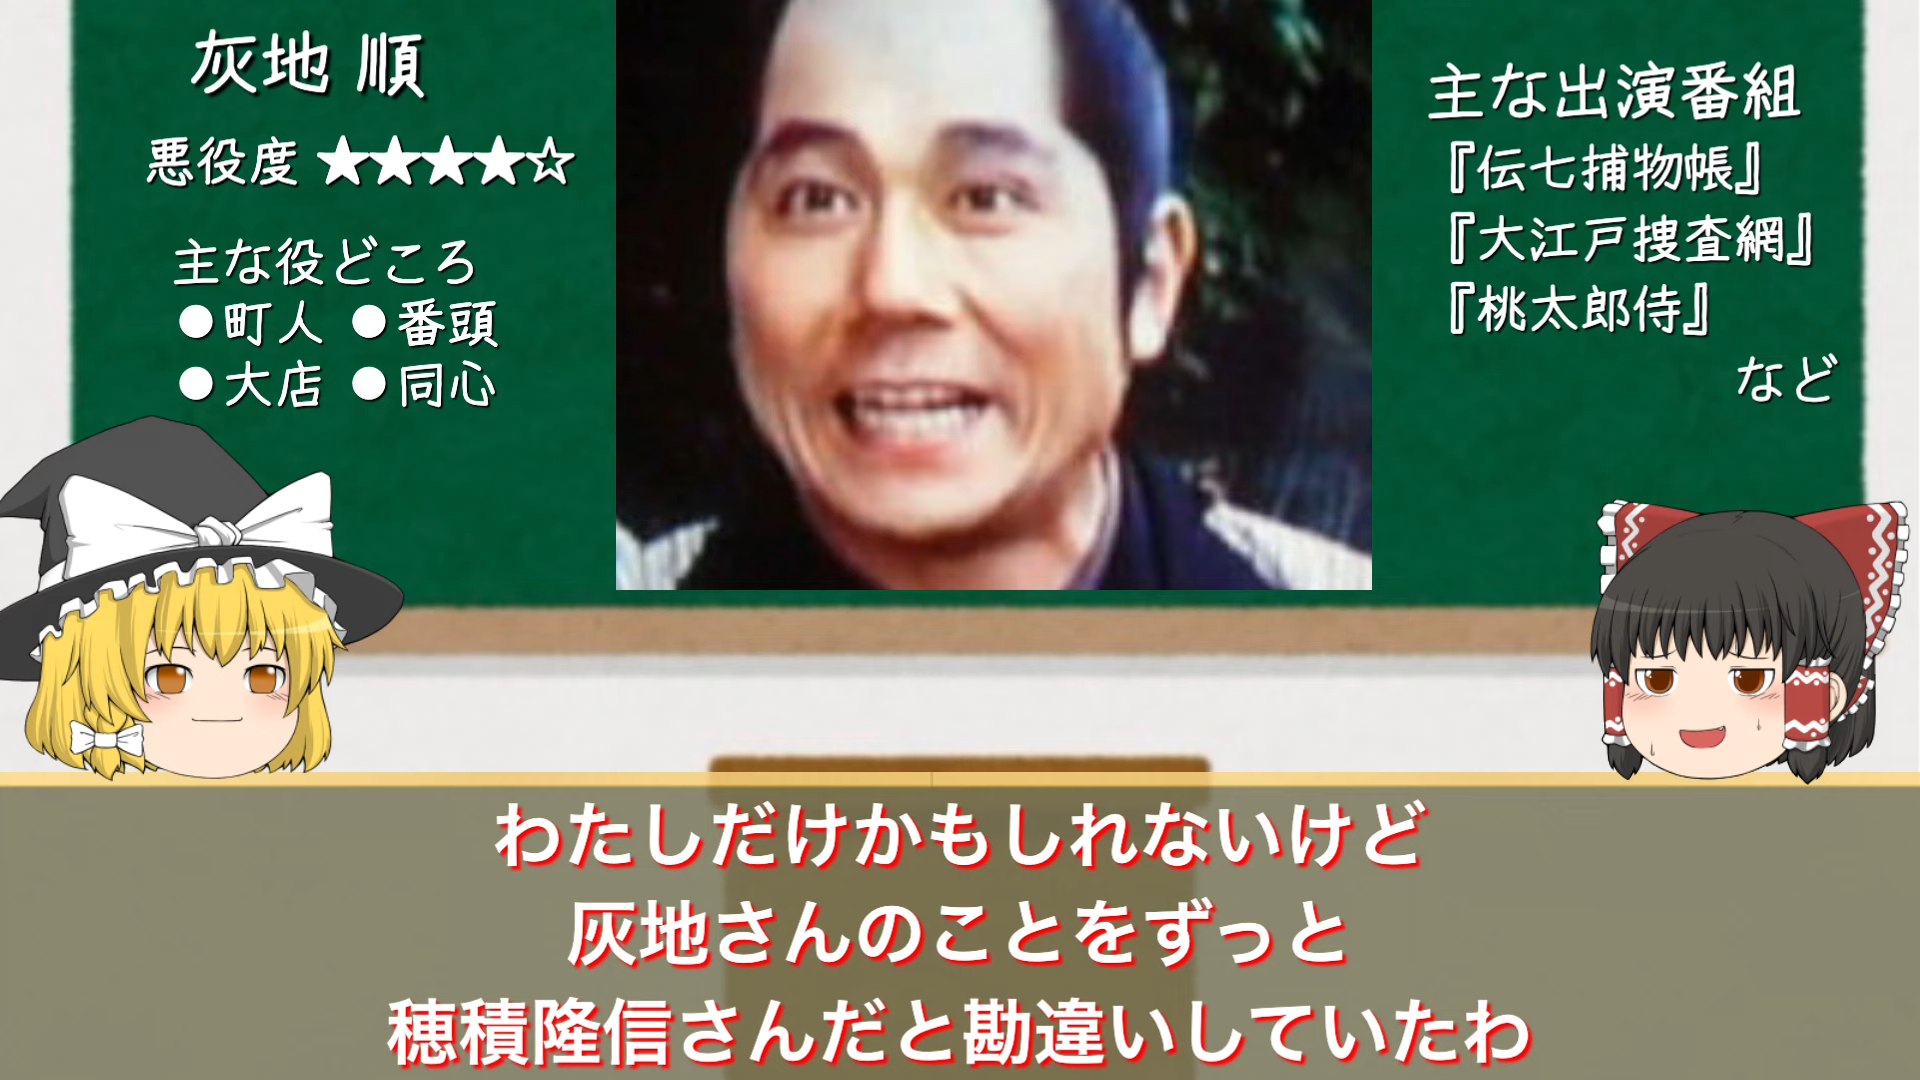 灰地 順
悪役度 ★★★★☆
主な役どころ
●町人 ●番頭
●大店 ●同心
主な出演番組
『伝七捕物帳』
『大江戸捜査網』
『桃太郎侍』
など
わたしだけかもしれないけど
灰地さんのことをずっと
穂積隆信さんだと勘違いしていたわ